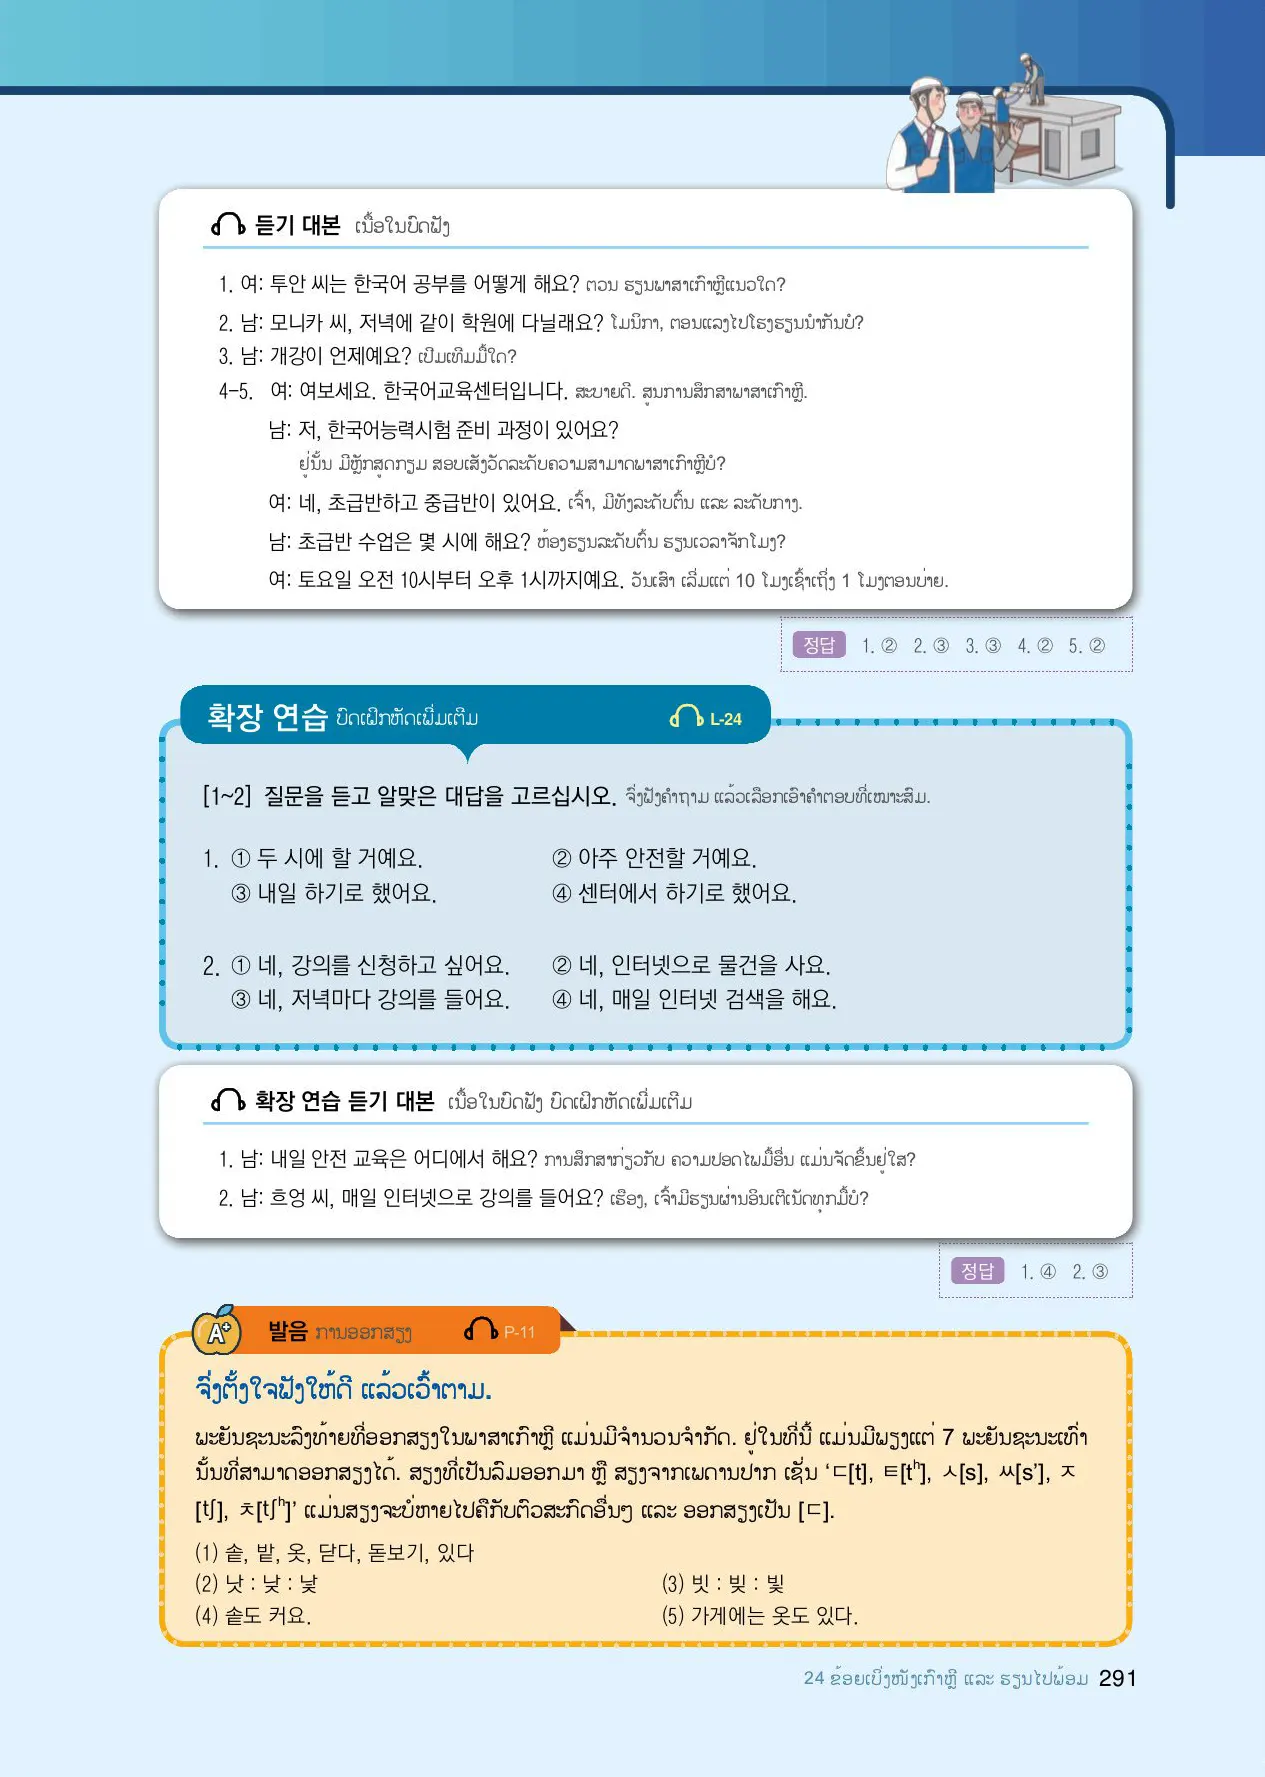 듣기 대본 ເນື້ອໃນບົດຟັງ
1. 여: 투안 씨는 한국어 공부를 어떻게 해요? ຕວນ ຮຽນພາສາເກົາຫຼີແນວໃດ?
2. 남: 모니카 씨, 저녁에 같이 학원에 다닐래요? ໂມນິກາ, ຕອນແລງໄປໂຮງຮຽນນຳກັນບໍ?
3. 남: 개강이 언제예요? ເປີມເທີມມື້ໃດ?
4-5. 여: 여보세요. 한국어교육센터입니다. ສະບາຍດີ. ສູນການສຶກສາພາສາເກົາຫຼີ.
남: 저, 한국어능력시험 준비 과정이 있어요?
ຢູ່ນັ້ນ ມີຫຼັກສູດກຽມ ສອບເສັງວັດລະດັບຄວາມສາມາດພາສາເກົາຫຼີບໍ?
여: 네, 초급반하고 중급반이 있어요. ເຈົ້າ, ມີທັງລະດັບຕົ້ນ ແລະ ລະດັບກາງ.
남: 초급반 수업은 몇 시에 해요? ຫ້ອງຮຽນລະດັບຕົ້ນ ຮຽນເວລາຈັກໂມງ?
여: 토요일 오전 10시부터 오후 1시까지예요. ວັນເສົາ ເລີ່ມແຕ່ 10 ໂມງເຊົ້າເຖິງ 1 ໂມງຕອນບ່າຍ.
정답 1. ② 2. ③ 3. ③ 4. ② 5. ②
확장 연습 ບົດເຝິກຫັດເພີ່ມເຕີມ L-24
[1~2] 질문을 듣고 알맞은 대답을 고르십시오. ຈົ່ງຟັງຄຳຖາມ ແລ້ວເລືອກເອົາຄຳຕອບທີ່ເໝາະສົມ.
1. ① 두 시에 할 거예요. ② 아주 안전할 거예요.
③ 내일 하기로 했어요. ④ 센터에서 하기로 했어요.
2. ① 네, 강의를 신청하고 싶어요. ② 네, 인터넷으로 물건을 사요.
③ 네, 저녁마다 강의를 들어요. ④ 네, 매일 인터넷 검색을 해요.
확장 연습 듣기 대본 ເນື້ອໃນບົດຟັງ ບົດເຝິກຫັດເພີ່ມເຕີມ
1. 남: 내일 안전 교육은 어디에서 해요? ການສຶກສາກ່ຽວກັບ ຄວາມປອດໄພມື້ອື່ນ ແມ່ນຈັດຂຶ້ນຢູ່ໃສ?
2. 남: 흐엉 씨, 매일 인터넷으로 강의를 들어요? ເຮືອງ, ເຈົ້າມີຮຽນຜ່ານອິນເຕີເນັດທຸກມື້ບໍ?
정답 1. ④ 2. ③
A+ 발음 ການອອກສຽງ P-11
ຈົ່ງຕັ້ງໃຈຟັງໃຫ້ດີ ແລ້ວເວົ້າຕາມ.
ພະຍັນຊະນະລົງທ້າຍທີ່ອອກສຽງໃນພາສາເກົາຫຼີ ແມ່ນມີຈຳນວນຈຳກັດ. ຢູ່ໃນທີ່ນີ້ ແມ່ນມີພຽງແຕ່ 7 ພະຍັນຊະນະເທົ່າ
ນັ້ນທີ່ສາມາດອອກສຽງໄດ້. ສຽງທີ່ເປັນລົມອອກມາ ຫຼື ສຽງຈາກເພດານປາກ ເຊັ່ນ ‘ㄷ[t], ㅌ[tʰ], ㅅ[s], ㅆ[s’], ㅈ
[tʃ], ㅊ[tʃʰ]’ ແມ່ນສຽງຈະບໍ່ຫາຍໄປຄືກັບຕົວສະກົດອື່ນໆ ແລະ ອອກສຽງເປັນ [ㄷ].
(1) 솥, 밭, 옷, 닫다, 돋보기, 있다
(2) 낫 : 낮 : 낯 (3) 빗 : 빚 : 빛
(4) 솥도 커요. (5) 가게에는 옷도 있다.
24 ຂ້ອຍເບິ່ງໜັງເກົາຫຼີ ແລະ ຮຽນໄປພ້ອມ 291